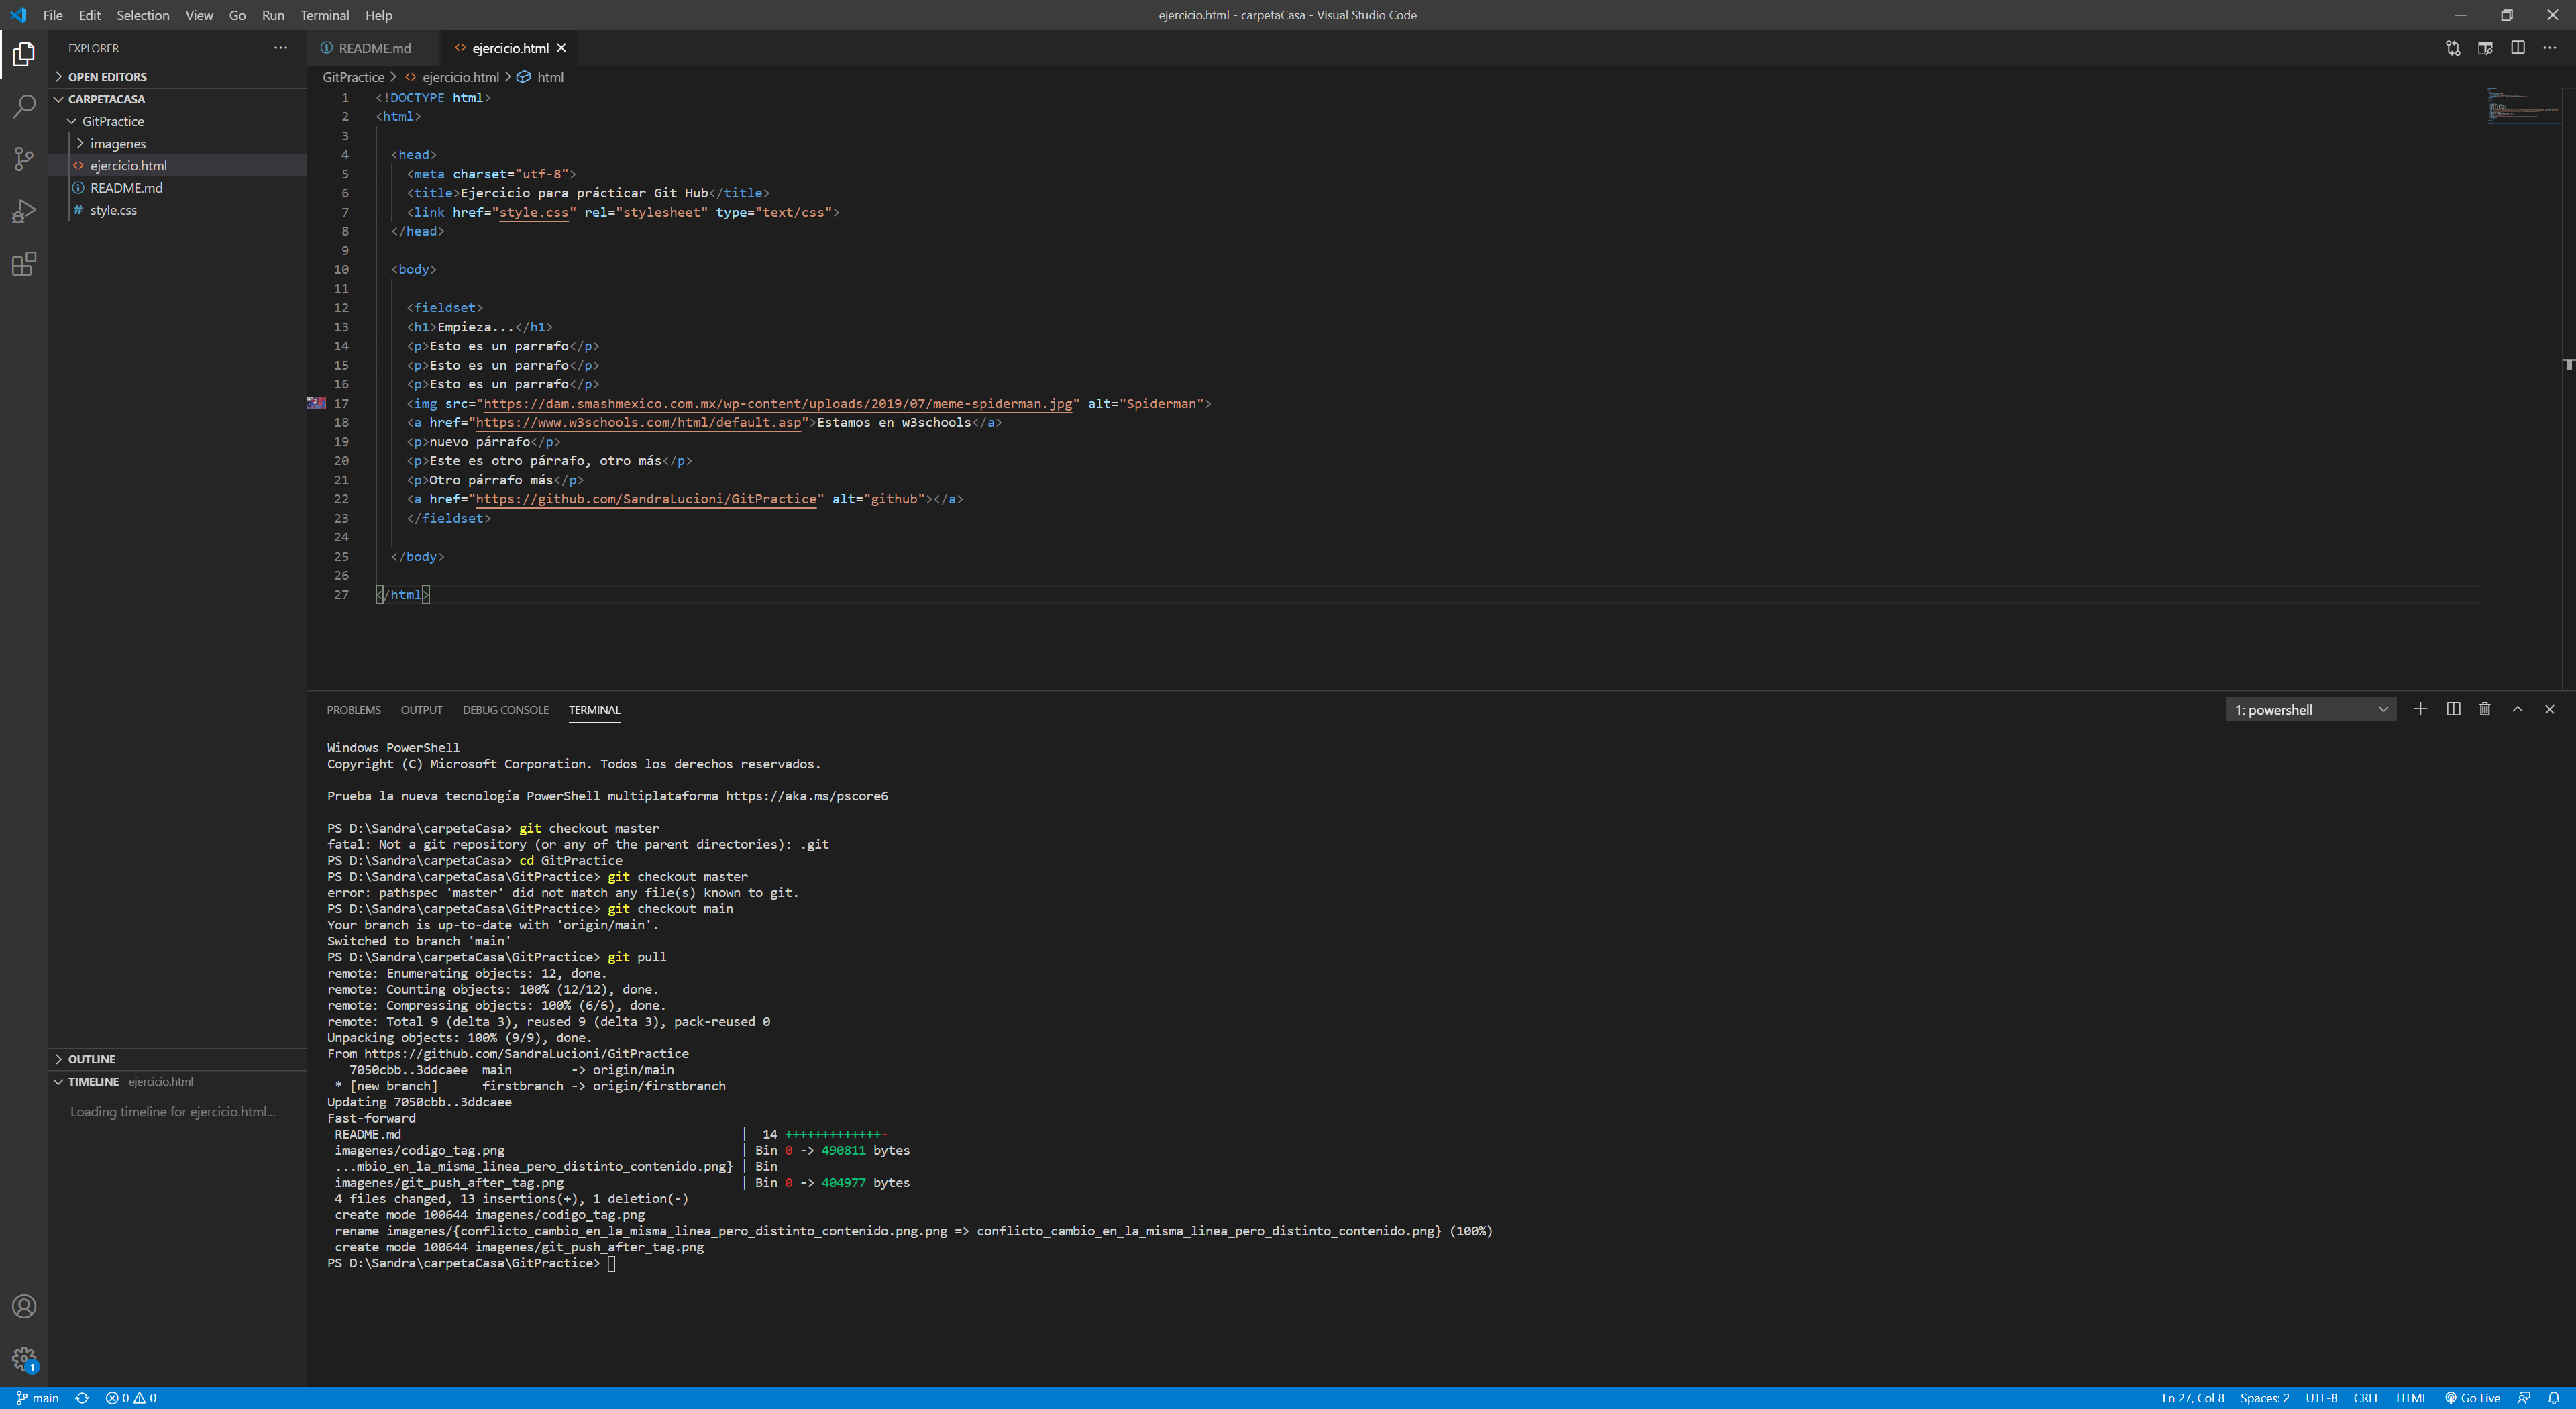 File Edit Selection View Go Run Terminal Help
ejercicio.html - carpetaCasa - Visual Studio Code
EXPLORER
OPEN EDITORS
CARPETACASA
GitPractice
imagenes
ejercicio.html
README.md
style.css
OUTLINE
TIMELINE ejercicio.html
Loading timeline for ejercicio.html...
1
README.md ejercicio.html
GitPractice > ejercicio.html > html
1 <!DOCTYPE html>
2 <html>
3
4 <head>
5 <meta charset="utf-8">
6 <title>Ejercicio para prácticar Git Hub</title>
7 <link href="style.css" rel="stylesheet" type="text/css">
8 </head>
9
10 <body>
11
12 <fieldset>
13 <h1>Empieza...</h1>
14 <p>Esto es un parrafo</p>
15 <p>Esto es un parrafo</p>
16 <p>Esto es un parrafo</p>
17 <img src="https://dam.smashmexico.com.mx/wp-content/uploads/2019/07/meme-spiderman.jpg" alt="Spiderman">
18 <a href="https://www.w3schools.com/html/default.asp">Estamos en w3schools</a>
19 <p>nuevo párrafo</p>
20 <p>Este es otro párrafo, otro más</p>
21 <p>Otro párrafo más</p>
22 <a href="https://github.com/SandraLucioni/GitPractice" alt="github"></a>
23 </fieldset>
24
25 </body>
26
27 </html>
PROBLEMS OUTPUT DEBUG CONSOLE TERMINAL
1: powershell
Windows PowerShell
Copyright (C) Microsoft Corporation. Todos los derechos reservados.
Prueba la nueva tecnología PowerShell multiplataforma https://aka.ms/pscore6
PS D:\Sandra\carpetaCasa> git checkout master
fatal: Not a git repository (or any of the parent directories): .git
PS D:\Sandra\carpetaCasa> cd GitPractice
PS D:\Sandra\carpetaCasa\GitPractice> git checkout master
error: pathspec 'master' did not match any file(s) known to git.
PS D:\Sandra\carpetaCasa\GitPractice> git checkout main
Your branch is up-to-date with 'origin/main'.
Switched to branch 'main'
PS D:\Sandra\carpetaCasa\GitPractice> git pull
remote: Enumerating objects: 12, done.
remote: Counting objects: 100% (12/12), done.
remote: Compressing objects: 100% (6/6), done.
remote: Total 9 (delta 3), reused 9 (delta 3), pack-reused 0
Unpacking objects: 100% (9/9), done.
From https://github.com/SandraLucioni/GitPractice
7050cbb..3ddcaee main -> origin/main
* [new branch] firstbranch -> origin/firstbranch
Updating 7050cbb..3ddcaee
Fast-forward
README.md | 14 +++++++++++++-
imagenes/codigo_tag.png | Bin 0 -> 490811 bytes
...mbio_en_la_misma_linea_pero_distinto_contenido.png} | Bin
imagenes/git_push_after_tag.png | Bin 0 -> 404977 bytes
4 files changed, 13 insertions(+), 1 deletion(-)
create mode 100644 imagenes/codigo_tag.png
rename imagenes/{conflicto_cambio_en_la_misma_linea_pero_distinto_contenido.png.png => conflicto_cambio_en_la_misma_linea_pero_distinto_contenido.png} (100%)
create mode 100644 imagenes/git_push_after_tag.png
PS D:\Sandra\carpetaCasa\GitPractice>
main 0 0 Ln 27, Col 8 Spaces: 2 UTF-8 CRLF HTML Go Live